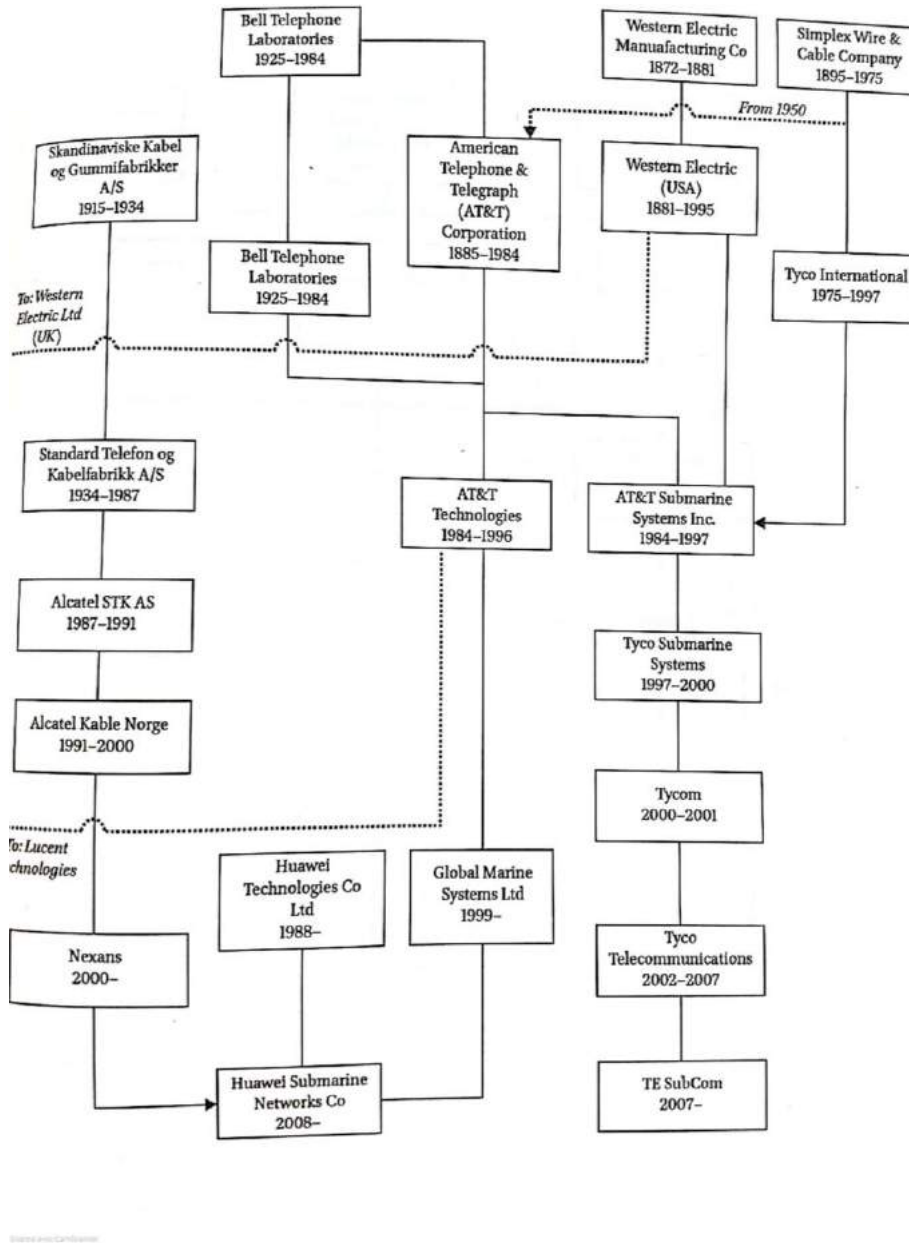 Bell Telephone
Laboratories
1925–1984
Western Electric
Manuafacturing Co
1872–1881
Simplex Wire &
Cable Company
1895–1975
From 1950
Skandinaviske Kabel
og Gummifabrikker
A/S
1915–1934
American
Telephone &
Telegraph
(AT&T)
Corporation
1885–1984
Western Electric
(USA)
1881–1995
Bell Telephone
Laboratories
1925–1984
Tyco International
1975–1997
To: Western
Electric Ltd
(UK)
Standard Telefon og
Kabelfabrikk A/S
1934–1987
AT&T
Technologies
1984–1996
AT&T Submarine
Systems Inc.
1984–1997
Alcatel STK AS
1987–1991
Tyco Submarine
Systems
1997–2000
Alcatel Kable Norge
1991–2000
Tycom
2000–2001
To: Lucent
chnologies
Huawei
Technologies Co
Ltd
1988–
Global Marine
Systems Ltd
1999–
Nexans
2000–
Tyco
Telecommunications
2002–2007
Huawei Submarine
Networks Co
2008–
TE SubCom
2007–